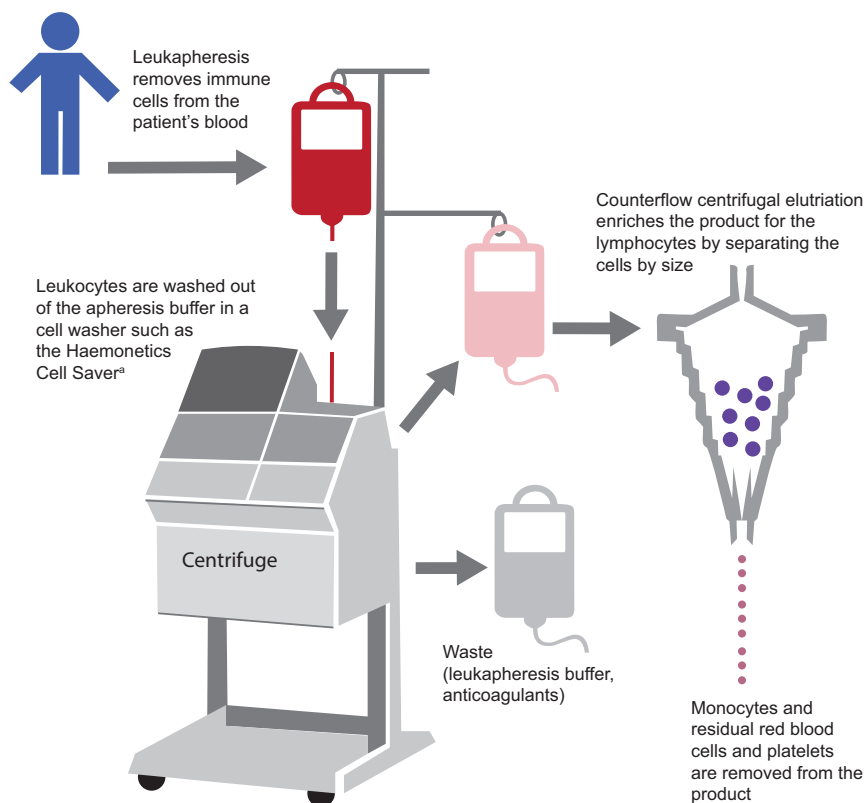 Leukapheresis
removes immune
cells from the
patient’s blood
Counterflow centrifugal elutriation
enriches the product for the
lymphocytes by separating the
cells by size
Leukocytes are washed out
of the apheresis buffer in a
cell washer such as
the Haemonetics
Cell Saverᵃ
Centrifuge
Waste
(leukapheresis buffer,
anticoagulants)
Monocytes and
residual red blood
cells and platelets
are removed from the
product